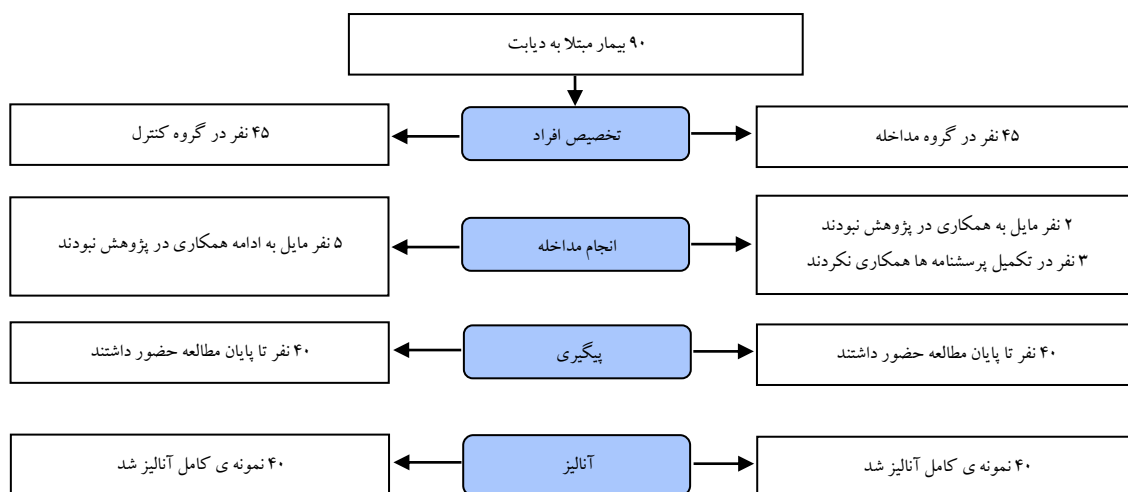 ۹۰ بیمار مبتلا به دیابت
۴۵ نفر در گروه مداخله
تخصیص افراد
۴۵ نفر در گروه کنترل
۲ نفر مایل به همکاری در پژوهش نبودند
۳ نفر در تکمیل پرسشنامه ها همکاری نکردند
انجام مداخله
۵ نفر مایل به ادامه همکاری در پژوهش نبودند
۴۰ نفر تا پایان مطالعه حضور داشتند
پیگیری
۴۰ نفر تا پایان مطالعه حضور داشتند
۴۰ نمونه ی کامل آنالیز شد
آنالیز
۴۰ نمونه ی کامل آنالیز شد